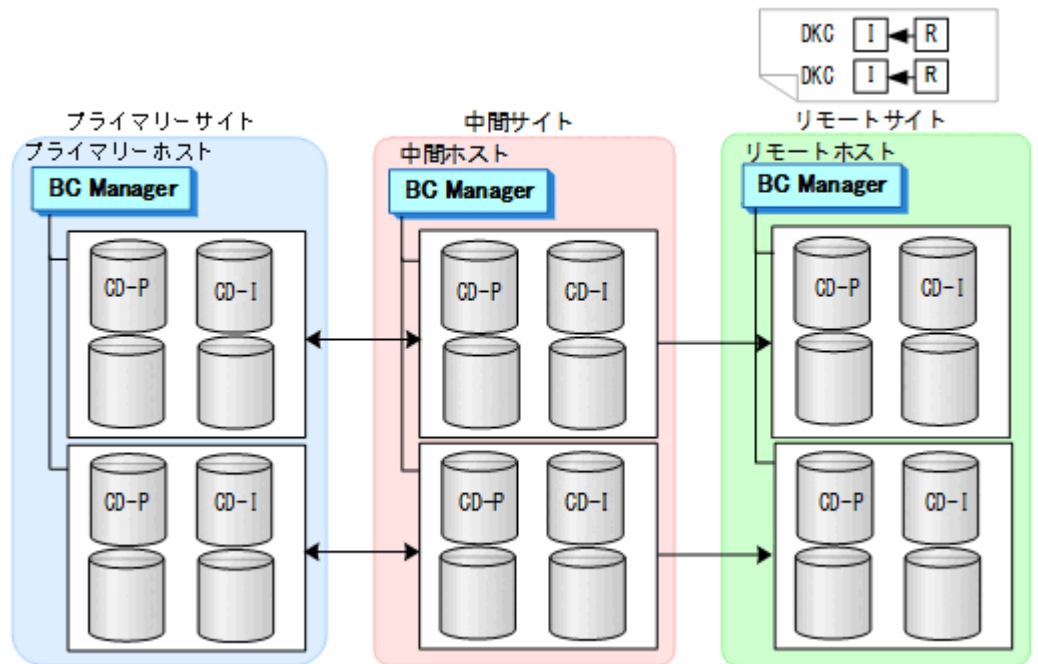 DKC I R
DKC I R
プライマリーサイト 中間サイト リモートサイト
プライマリーホスト 中間ホスト リモートホスト
BC Manager BC Manager BC Manager
CD-P CD-I CD-P CD-I CD-P CD-I
CD-P CD-I CD-P CD-I CD-P CD-I